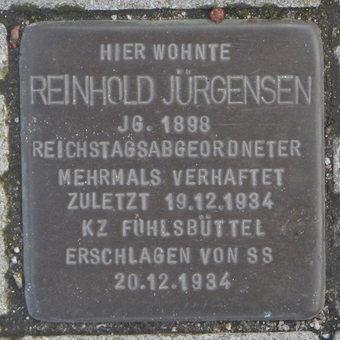 HIER WOHNTE
REINHOLD JÜRGENSEN
JG. 1898
REICHSTAGSABGEORDNETER
MEHRMALS VERHAFTET
ZULETZT 19.12.1934
KZ FUHLSBÜTTEL
ERSCHLAGEN VON SS
20.12.1934